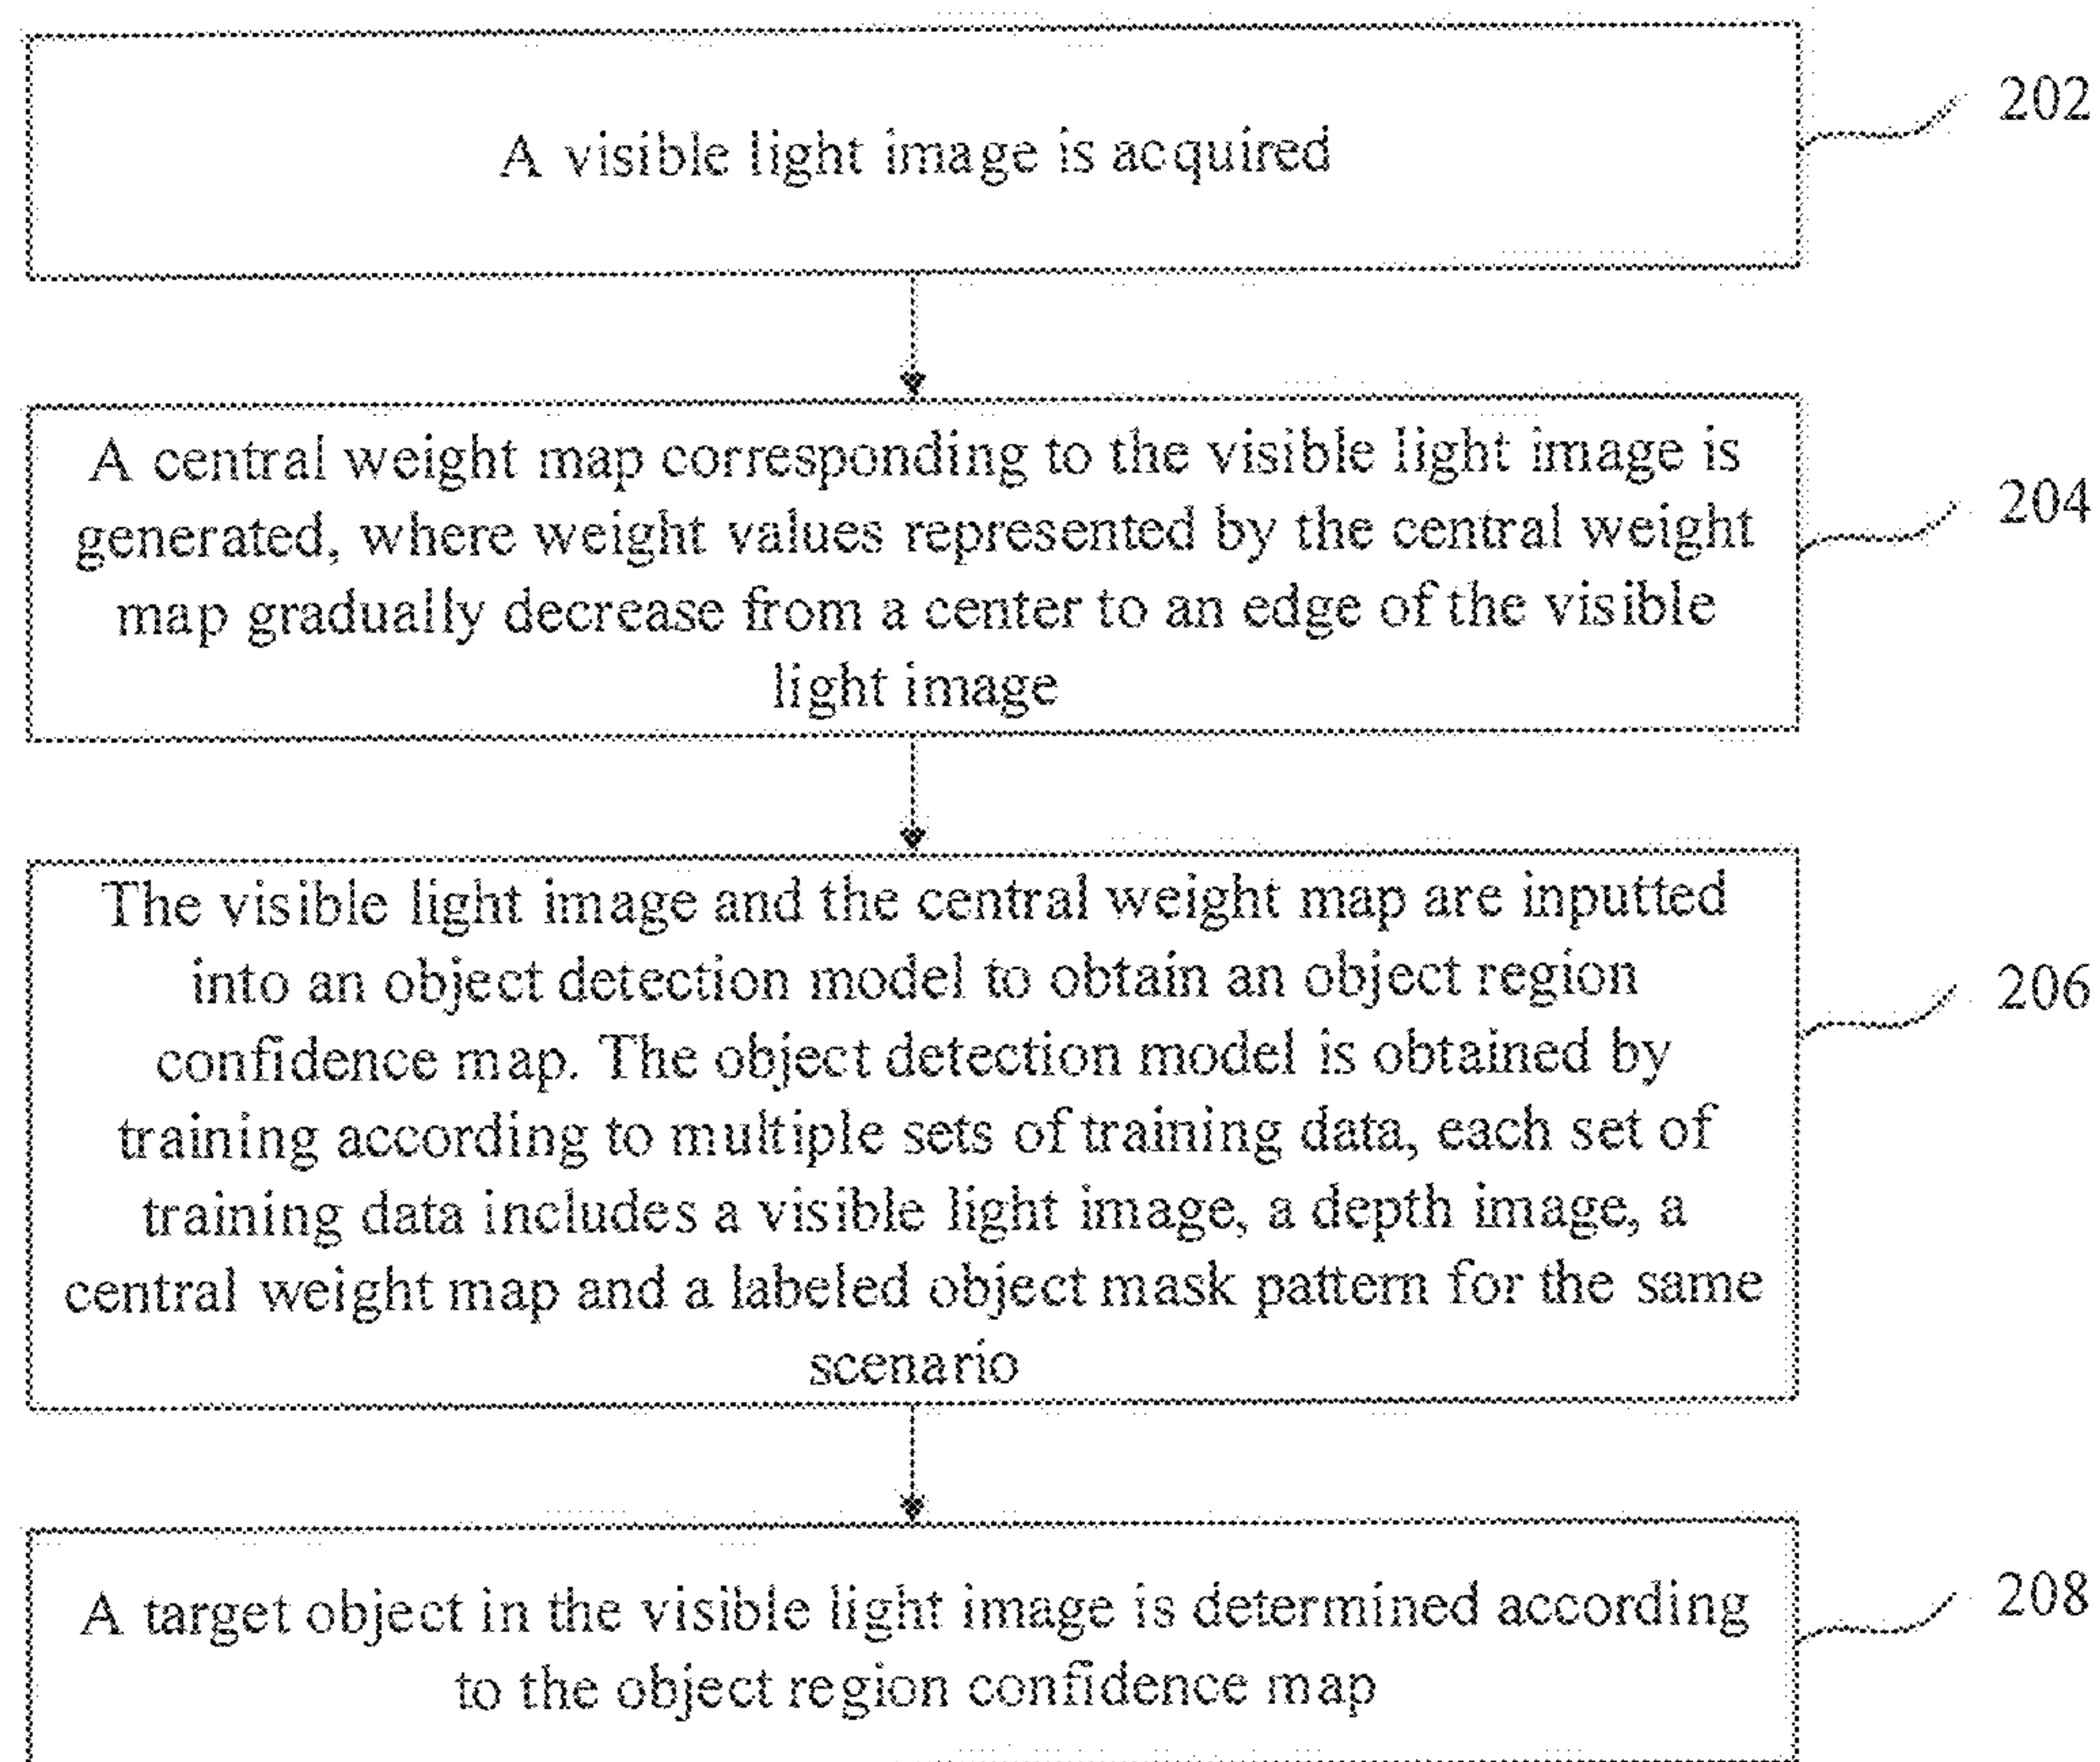 A visible light image is acquired
202
A central weight map corresponding to the visible light image is
generated, where weight values represented by the central weight
map gradually decrease from a center to an edge of the visible
light image
204
The visible light image and the central weight map are inputted
into an object detection model to obtain an object region
confidence map. The object detection model is obtained by
training according to multiple sets of training data, each set of
training data includes a visible light image, a depth image, a
central weight map and a labeled object mask pattern for the same
scenario
206
A target object in the visible light image is determined according
to the object region confidence map
208